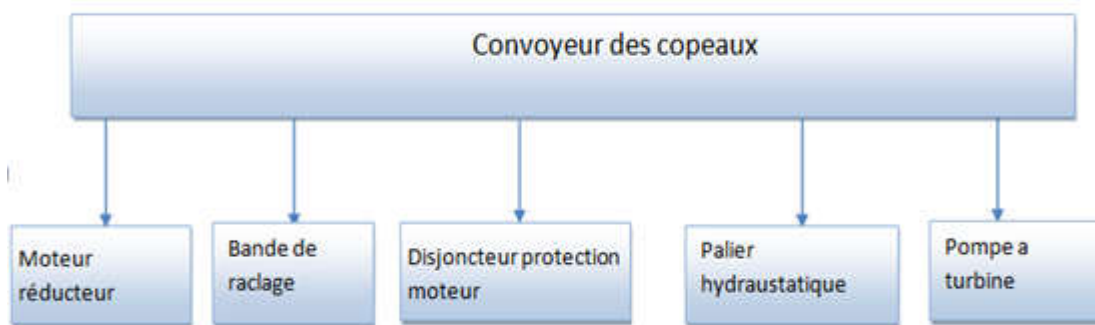 Convoyeur des copeaux
Moteur
réducteur
Bande de
raclage
Disjoncteur protection
moteur
Palier
hydraustatique
Pompe a
turbine